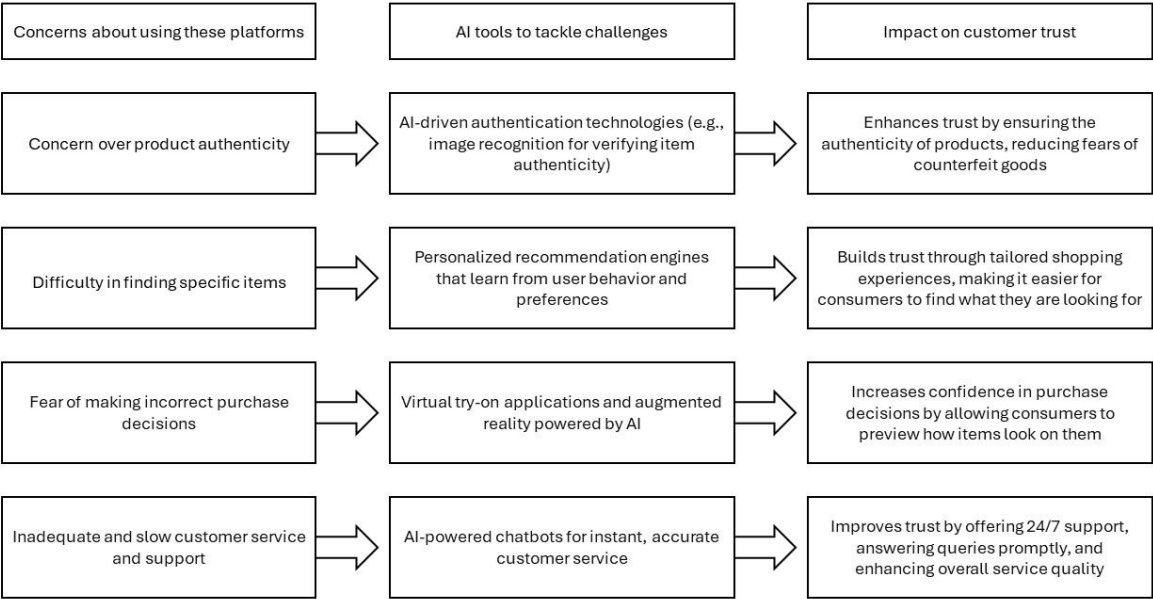 Concerns about using these platforms
AI tools to tackle challenges
Impact on customer trust
Concern over product authenticity
AI-driven authentication technologies (e.g.,
image recognition for verifying item
authenticity)
Enhances trust by ensuring the
authenticity of products, reducing fears of
counterfeit goods
Difficulty in finding specific items
Personalized recommendation engines
that learn from user behavior and
preferences
Builds trust through tailored shopping
experiences, making it easier for
consumers to find what they are looking for
Fear of making incorrect purchase
decisions
Virtual try-on applications and augmented
reality powered by AI
Increases confidence in purchase
decisions by allowing consumers to
preview how items look on them
Inadequate and slow customer service
and support
AI-powered chatbots for instant, accurate
customer service
Improves trust by offering 24/7 support,
answering queries promptly, and
enhancing overall service quality